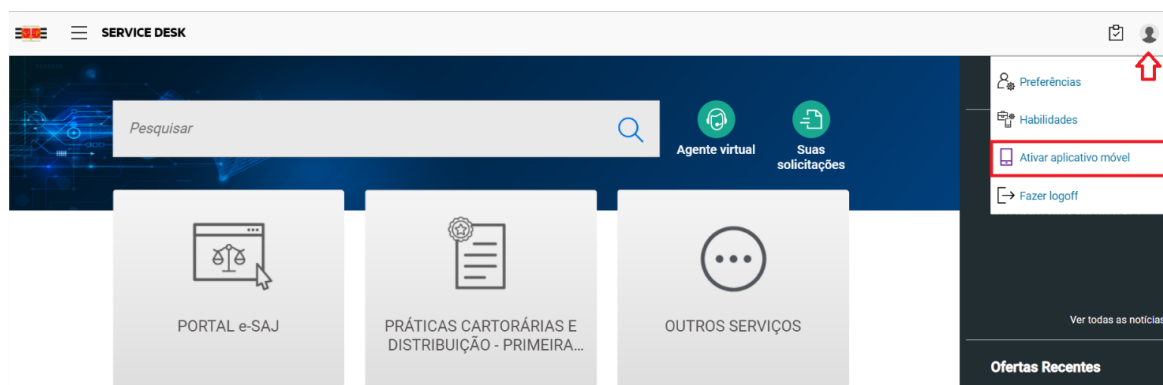 SERVICE DESK
Pesquisar
Agente virtual
Suas
solicitações
Preferências
Habilidades
Ativar aplicativo móvel
Fazer logoff
PORTAL e-SAJ
PRÁTICAS CARTORÁRIAS E
DISTRIBUIÇÃO - PRIMEIRA...
OUTROS SERVIÇOS
Ver todas as notícias
Ofertas Recentes